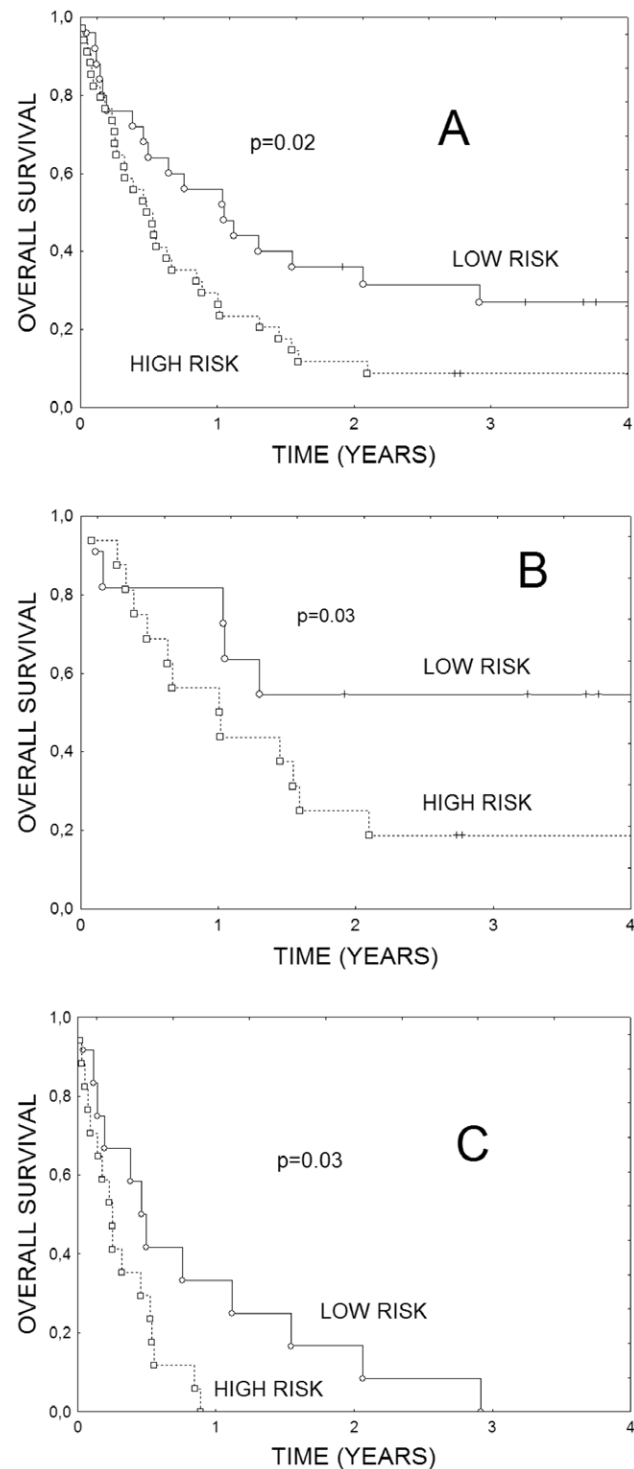 1,0
0,8
0,6
0,4
0,2
0,0
OVERALL SURVIVAL
A
p=0.02
LOW RISK
HIGH RISK
0 1 2 3 4
TIME (YEARS)
1,0
0,8
0,6
0,4
0,2
0,0
OVERALL SURVIVAL
B
p=0.03
LOW RISK
HIGH RISK
0 1 2 3 4
TIME (YEARS)
1,0
0,8
0,6
0,4
0,2
0,0
OVERALL SURVIVAL
C
p=0.03
LOW RISK
HIGH RISK
0 1 2 3 4
TIME (YEARS)